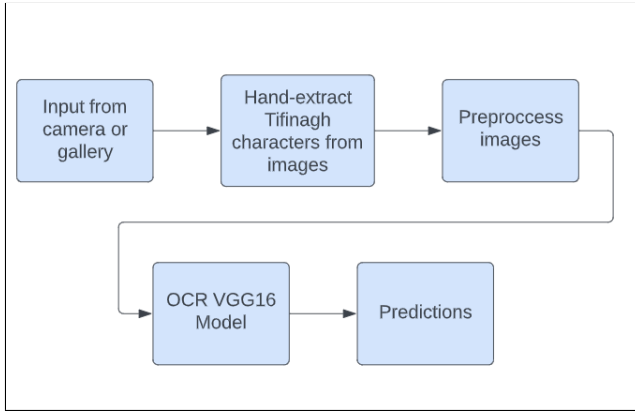 Input from
camera or
gallery
Hand-extract
Tifinagh
characters from
images
Preproccess
images
OCR VGG16
Model
Predictions